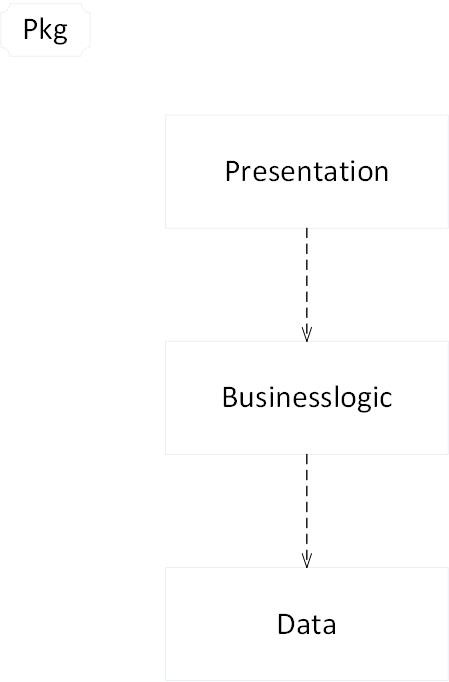 Pkg
Presentation
Businesslogic
Data